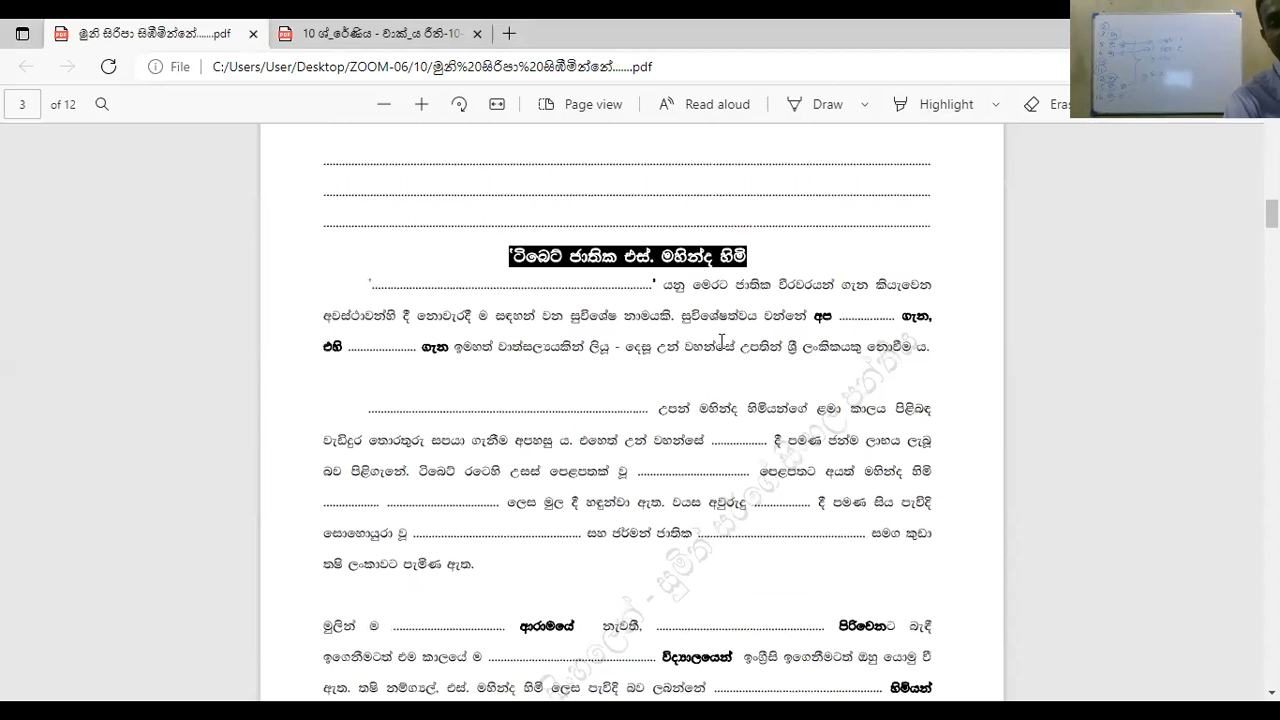 මුනි සිරිපා සිඹිමින්නේ......pdf
10 ශ්‍රේණිය - වාක්‍ය රීති-10-
File
C:/Users/User/Desktop/ZOOM-06/10/මුනි%20සිරිපා%20සිඹිමින්නේ......pdf
3 of 12
Page view
Read aloud
Draw
Highlight
Eras
'ටිබෙට් ජාතික එස්. මහින්ද හිමි
'..........................................................................' යනු මෙරට ජාතික වීරවරයන් ගැන කියැවෙන
අවස්ථාවන්හි දී නොවැරදී ම සඳහන් වන සුවිශේෂ නාමයකි. සුවිශේෂත්වය වන්නේ අප ................. ගැන,
එහි ..................... ගැන ඉමහත් වාත්සල්‍යයකින් ලියූ - දෙසූ උන් වහන්සේ උපතින් ශ්‍රී ලංකිකයකු නොවීම ය.
.......................................................................... උපන් මහින්ද හිමියන්ගේ ළමා කාලය පිළිබඳ
වැඩිදුර තොරතුරු සපයා ගැනීම අපහසු ය. එහෙත් උන් වහන්සේ ................. දී පමණ ජන්ම ලාභය ලැබූ
බව පිළිගැනේ. ටිබෙට් රටෙහි උසස් පෙළපතක් වූ .............................. පෙළපතට අයත් මහින්ද හිමි
................. .............................. ලෙස මුල දී හඳුන්වා ඇත. වයස අවුරුදු ................. දී පමණ සිය පැවිදි
සොහොයුරා වූ ............................................. සහ ජර්මන් ජාතික ............................................. සමග කුඩා
තෂි ලංකාවට පැමිණ ඇත.
මුලින් ම .............................. ආරාමයේ නැවතී, ............................................. පිරිවෙනට බැඳී
ඉගෙනීමටත් එම කාලයේ ම ............................................. විද්‍යාලයෙන් ඉංග්‍රීසි ඉගෙනීමටත් ඔහු යොමු වී
ඇත. තෂි නම්ග්‍යල්, එස්. මහින්ද හිමි ලෙස පැවිදි බව ලබන්නේ ............................................. හිමියන්